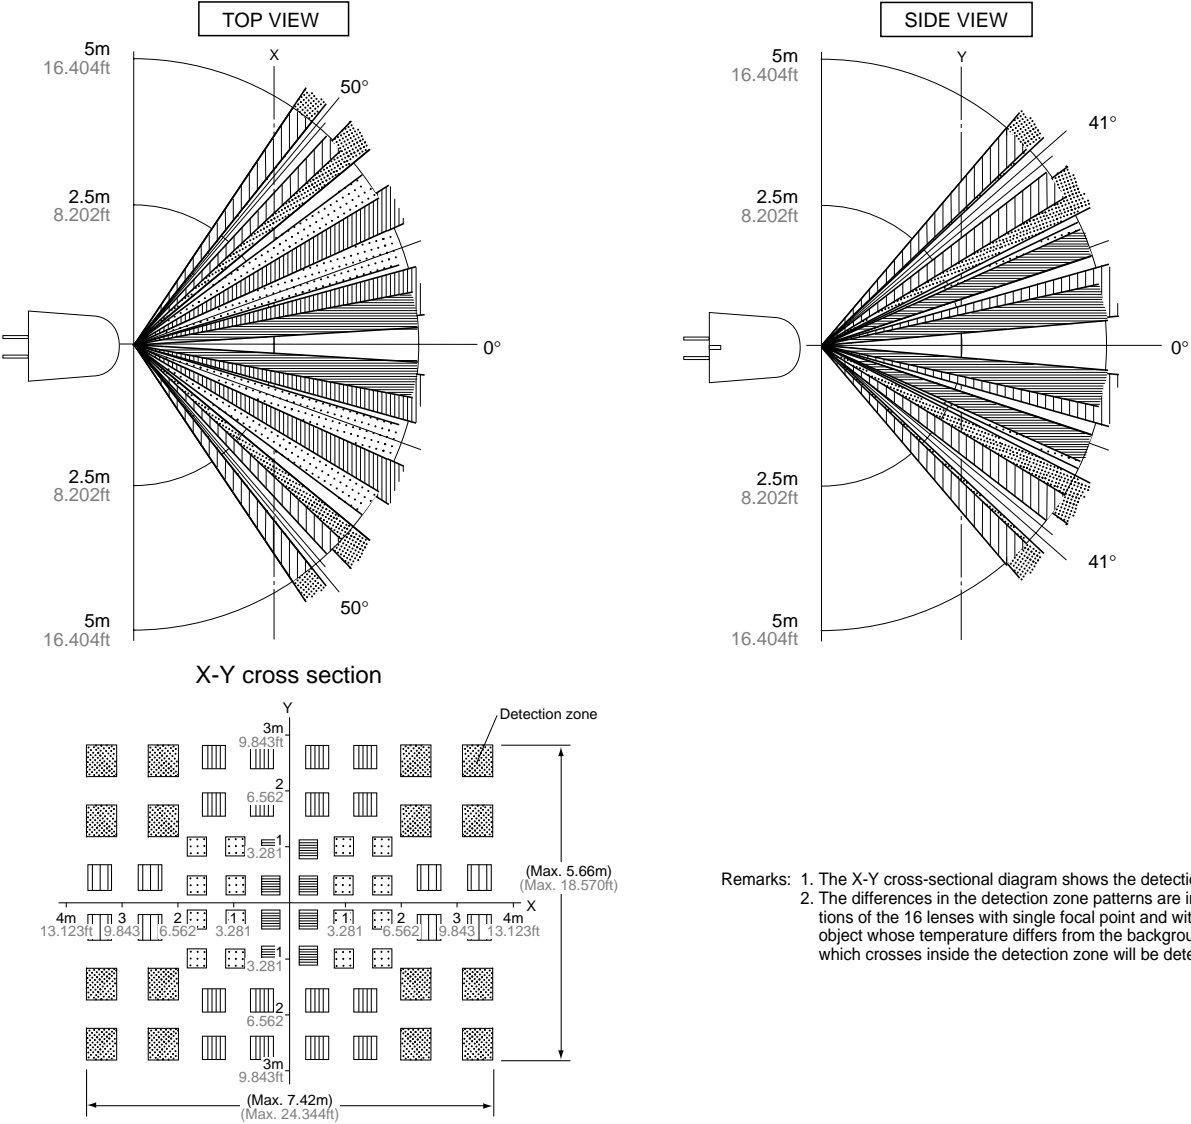 TOP VIEW
X
5m
16.404ft
50°
2.5m
8.202ft
0°
2.5m
8.202ft
5m
16.404ft
50°
SIDE VIEW
Y
5m
16.404ft
41°
2.5m
8.202ft
0°
2.5m
8.202ft
41°
5m
16.404ft
X-Y cross section
Y
Detection zone
3m
9.843ft
2
6.562
1
3.281
(Max. 5.66m)
(Max. 18.570ft)
X
4m 3 2 1 1 2 3 4m
13.123ft 9.843 6.562 3.281 3.281 6.562 9.843 13.123ft
1
3.281
2
6.562
3m
9.843ft
(Max. 7.42m)
(Max. 24.344ft)
Remarks: 1. The X-Y cross-sectional diagram shows the
2. The differences in the detection zone patterns are
tions of the 16 lenses with single focal point and
object whose temperature differs from the
which crosses inside the detection zone will be